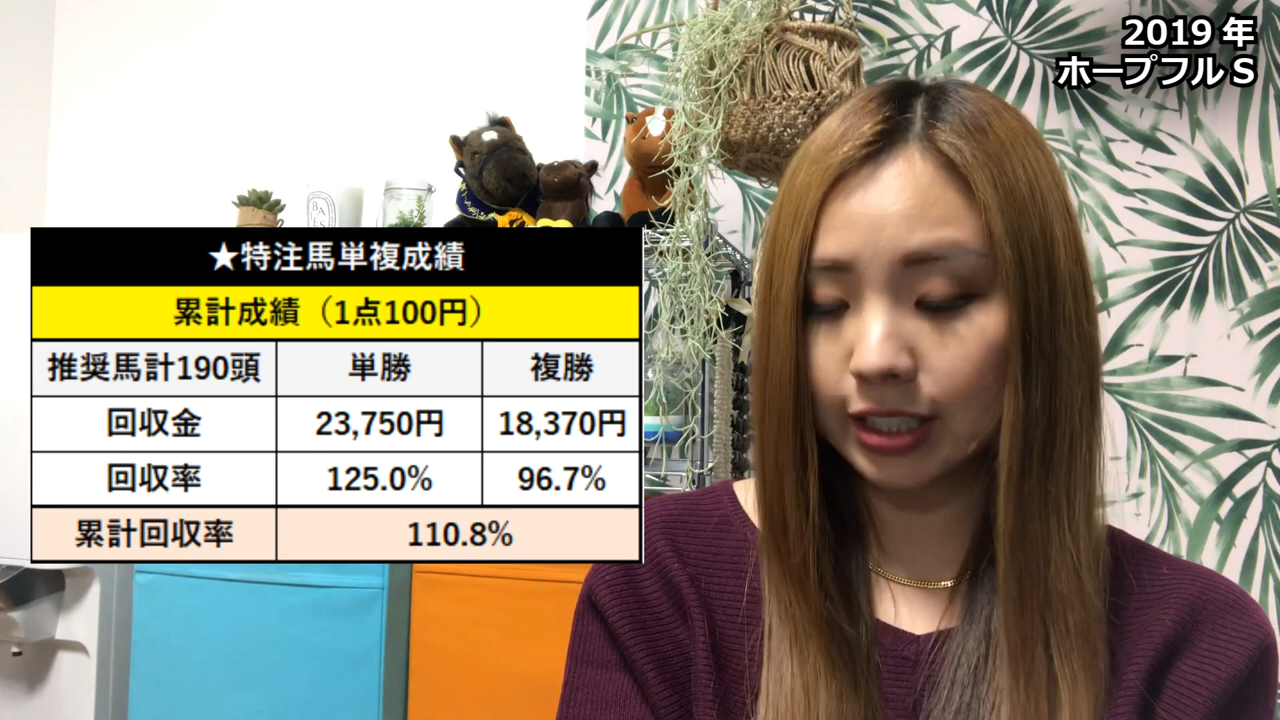 2019 年
ホープフル S
★特注馬単複成績
累計成績（1点100円）
推奨馬計190頭 単勝 複勝
回収金 23,750円 18,370円
回収率 125.0% 96.7%
累計回収率 110.8%